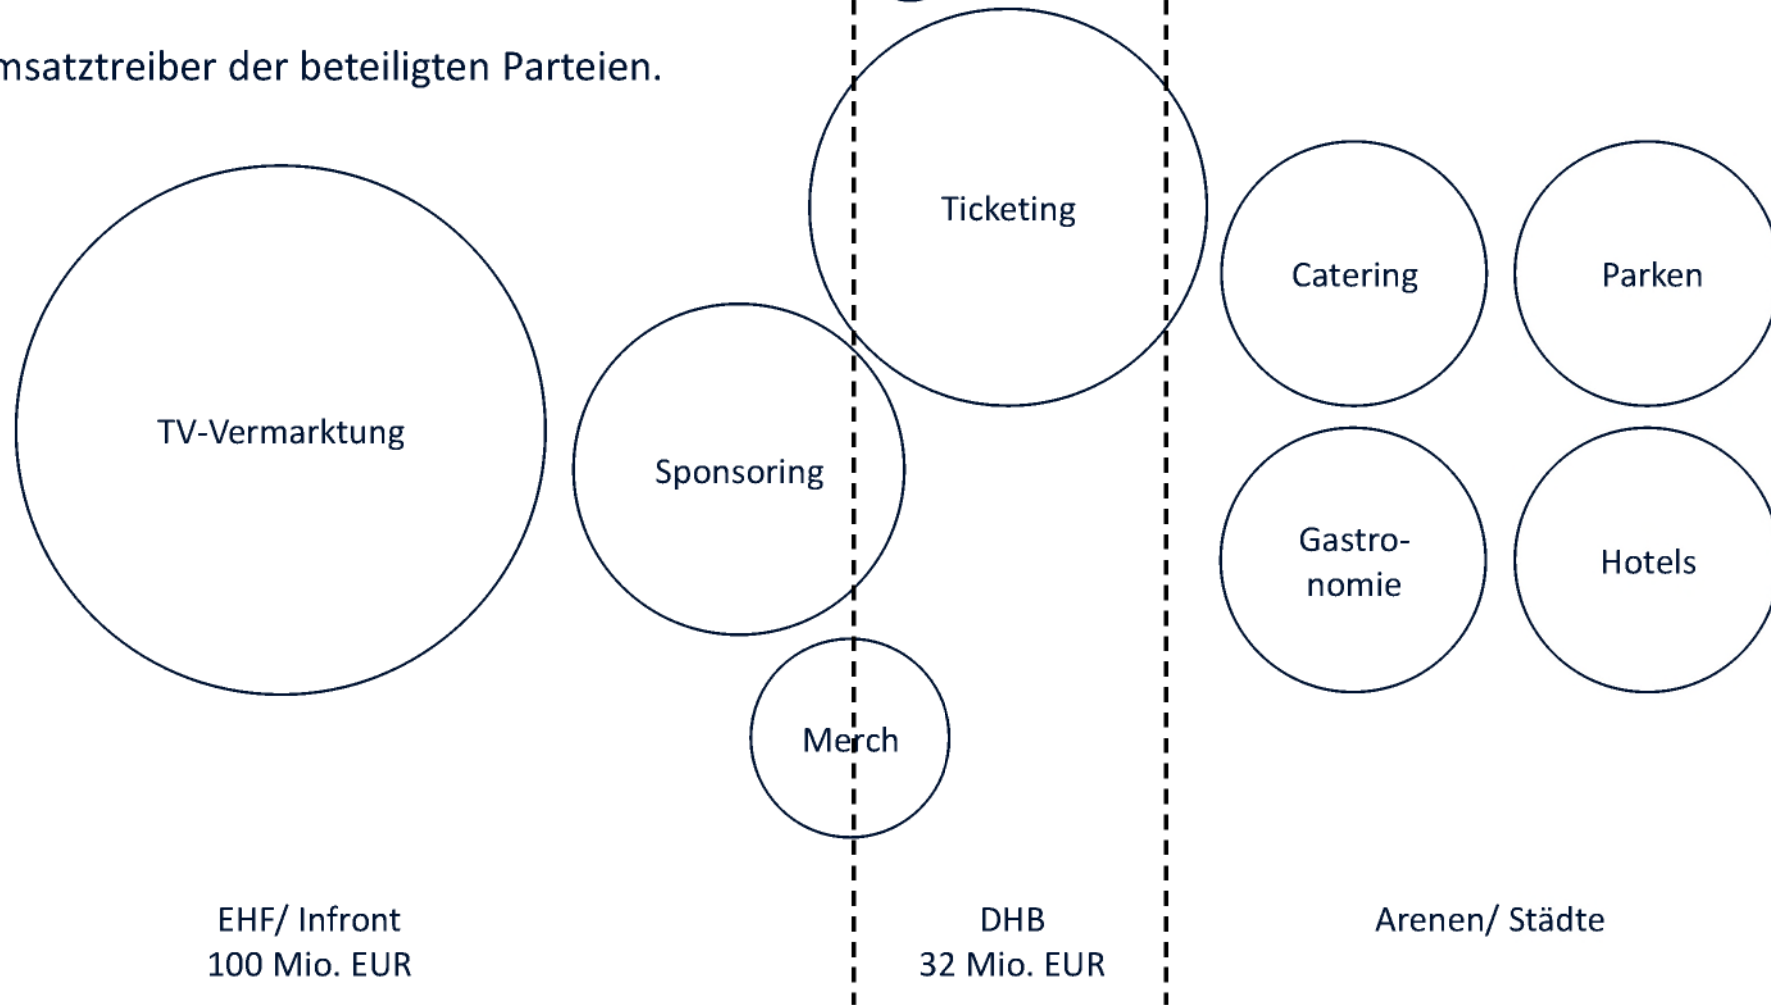 msatztreiber der beteiligten Parteien.
Ticketing
Catering
Parken
TV-Vermarktung
Sponsoring
Gastro-
nomie
Hotels
Merch
EHF/ Infront
100 Mio. EUR
DHB
32 Mio. EUR
Arenen/ Städte